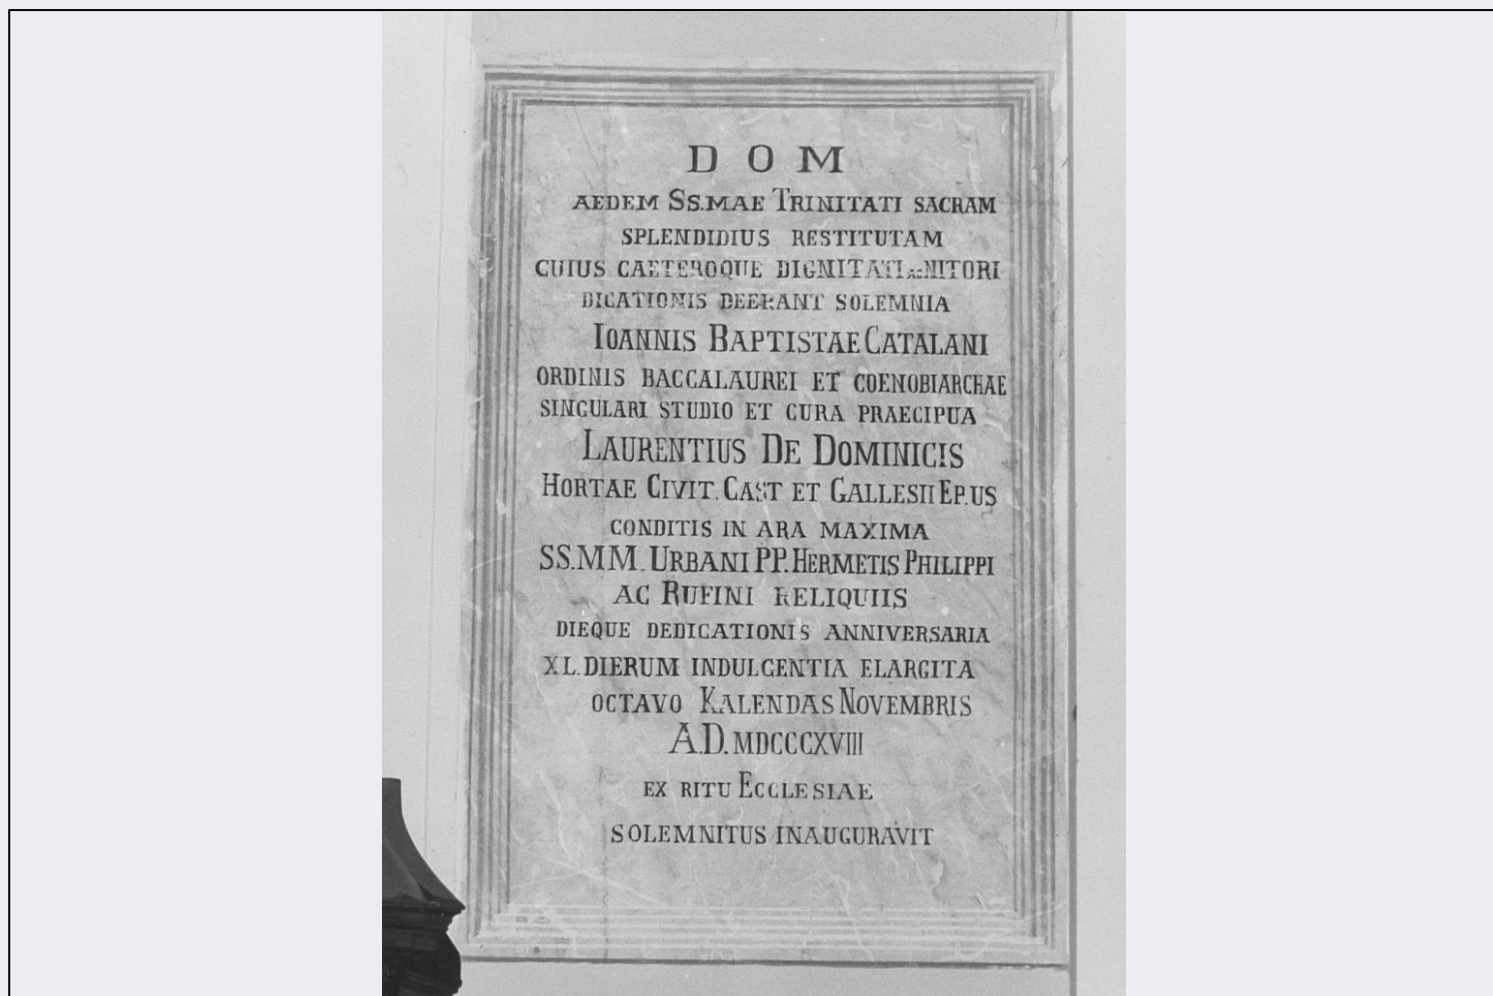 D O M
AEDEM SS.MAE TRINITATI SACRAM
SPLENDIDIUS RESTITUTAM
CUIUS CAETEROQUE DIGNITATI AC NITORI
DICATIONIS DEERANT SOLEMNIA
IOANNIS BAPTISTAE CATALANI
ORDINIS BACCALAUREI ET COENOBIARCHAE
SINGULARI STUDIO ET CURA PRAECIPUA
LAURENTIUS DE DOMINICIS
HORTAE CIVIT. CAST ET GALLESII EP.US
CONDITIS IN ARA MAXIMA
SS.MM. URBANI PP. HERMETIS PHILIPPI
AC RUFINI RELIQUIIS
DIEQUE DEDICATIONIS ANNIVERSARIA
XL. DIERUM INDULGENTIA ELARGITA
OCTAVO KALENDAS NOVEMBRIS
A.D. MDCCCXVIII
EX RITU ECCLESIAE
SOLEMNITUS INAUGURAVIT